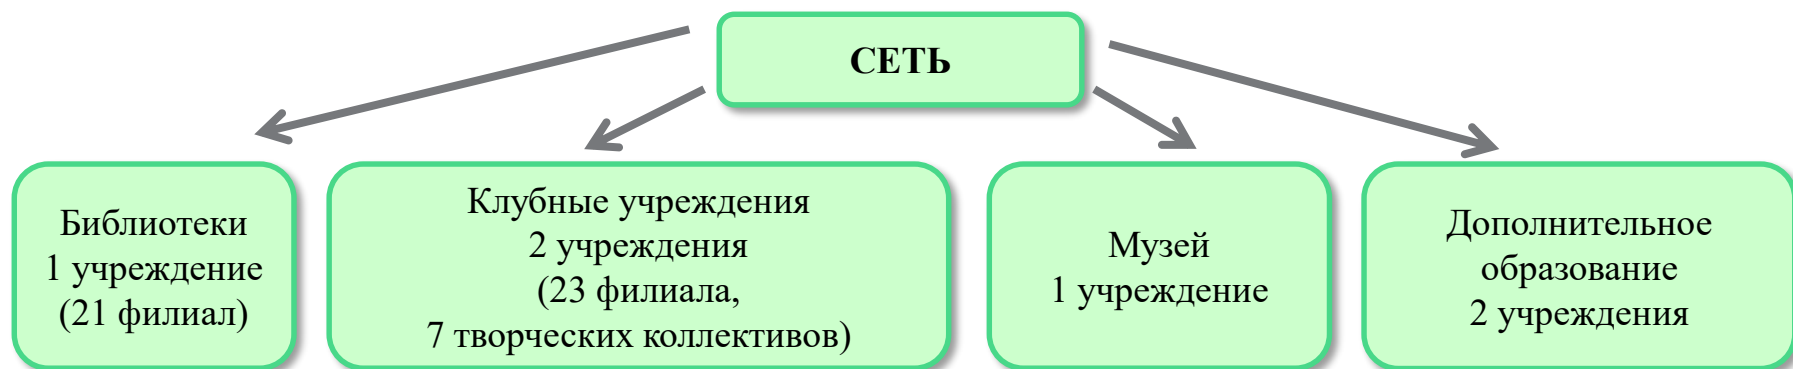 СЕТЬ
Библиотеки
1 учреждение
(21 филиал)
Клубные учреждения
2 учреждения
(23 филиала,
7 творческих коллективов)
Музей
1 учреждение
Дополнительное
образование
2 учреждения